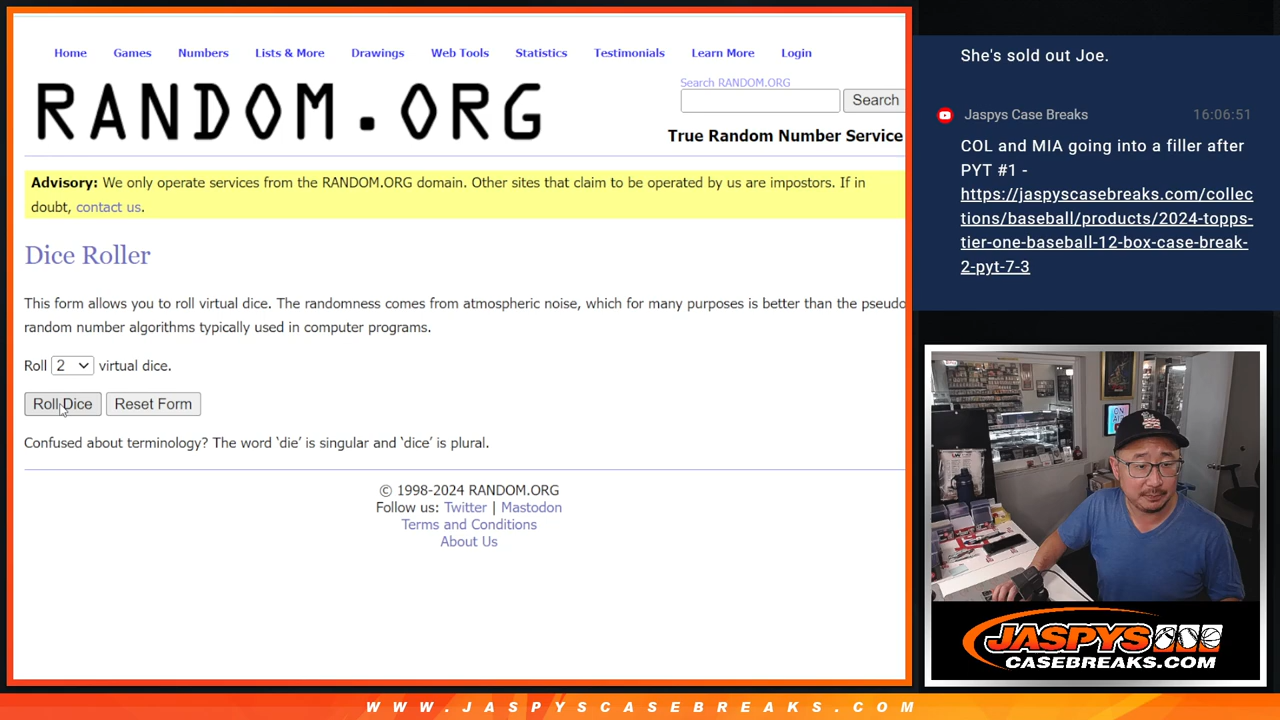 Home Games Numbers Lists & More Drawings Web Tools Statistics Testimonials Learn More Login
RANDOM.ORG
Search RANDOM.ORG
Search
True Random Number Service
Advisory: We only operate services from the RANDOM.ORG domain. Other sites that claim to be operated by us are impostors. If in
doubt, contact us.
Dice Roller
This form allows you to roll virtual dice. The randomness comes from atmospheric noise, which for many purposes is better than the pseudo
random number algorithms typically used in computer programs.
Roll 2 virtual dice.
Roll Dice Reset Form
Confused about terminology? The word ‘die’ is singular and ‘dice’ is plural.
© 1998-2024 RANDOM.ORG
Follow us: Twitter | Mastodon
Terms and Conditions
About Us
She's sold out Joe.
Jaspys Case Breaks 16:06:51
COL and MIA going into a filler after
PYT #1 -
https://jaspyscasebreaks.com/collec
tions/baseball/products/2024-topps-
tier-one-baseball-12-box-case-break-
2-pyt-7-3
JASPYS
CASEBREAKS.COM
WWW.JASPYSCASEBREAKS.COM